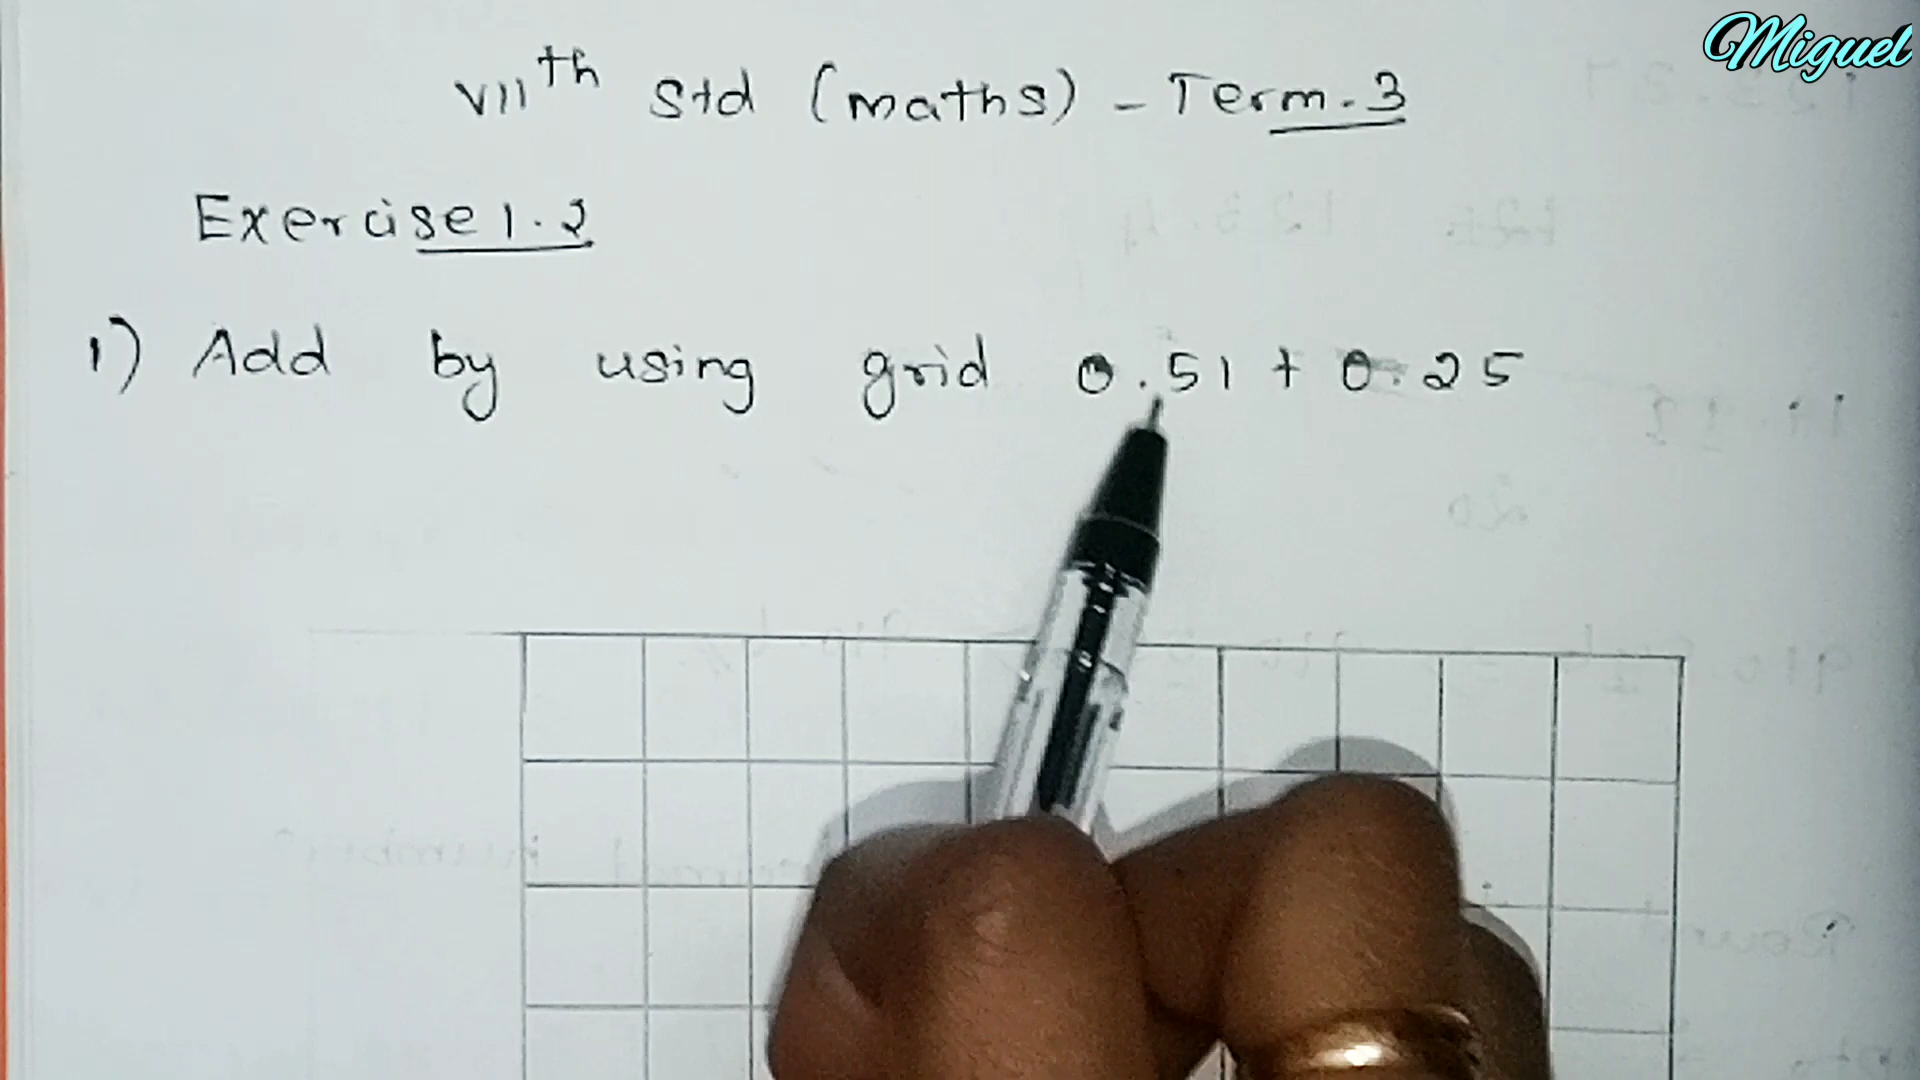 Miguel
VIIth Std (maths) - Term.3
Exercise 1.2
1) Add by using grid 0.51 + 0.25